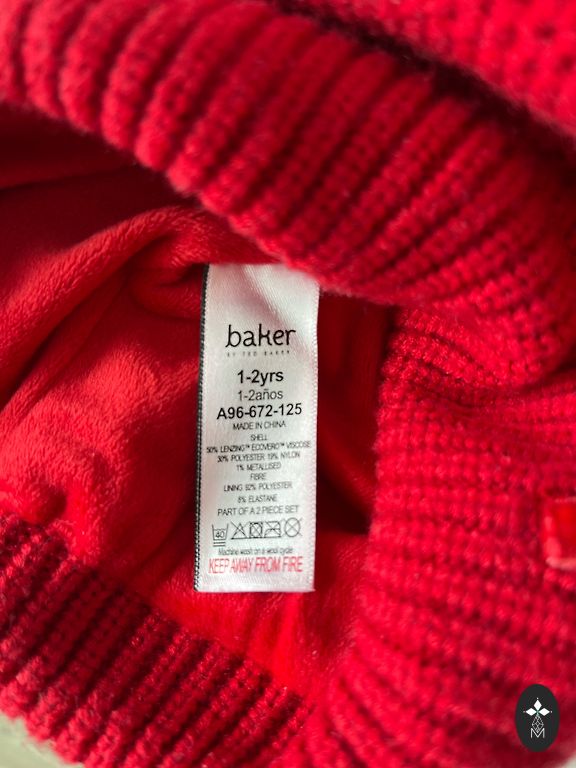 baker
BY TED BAKER
1-2yrs
1-2años
A96-672-125
MADE IN CHINA
SHELL
50% LENZING™ ECOVERO™ VISCOSE
30% POLYESTER 19% NYLON
1% METALLISED
FIBRE
LINING 92% POLYESTER
8% ELASTANE
PART OF A 2 PIECE SET
40
Machine wash on a wool cycle
KEEP AWAY FROM FIRE
M